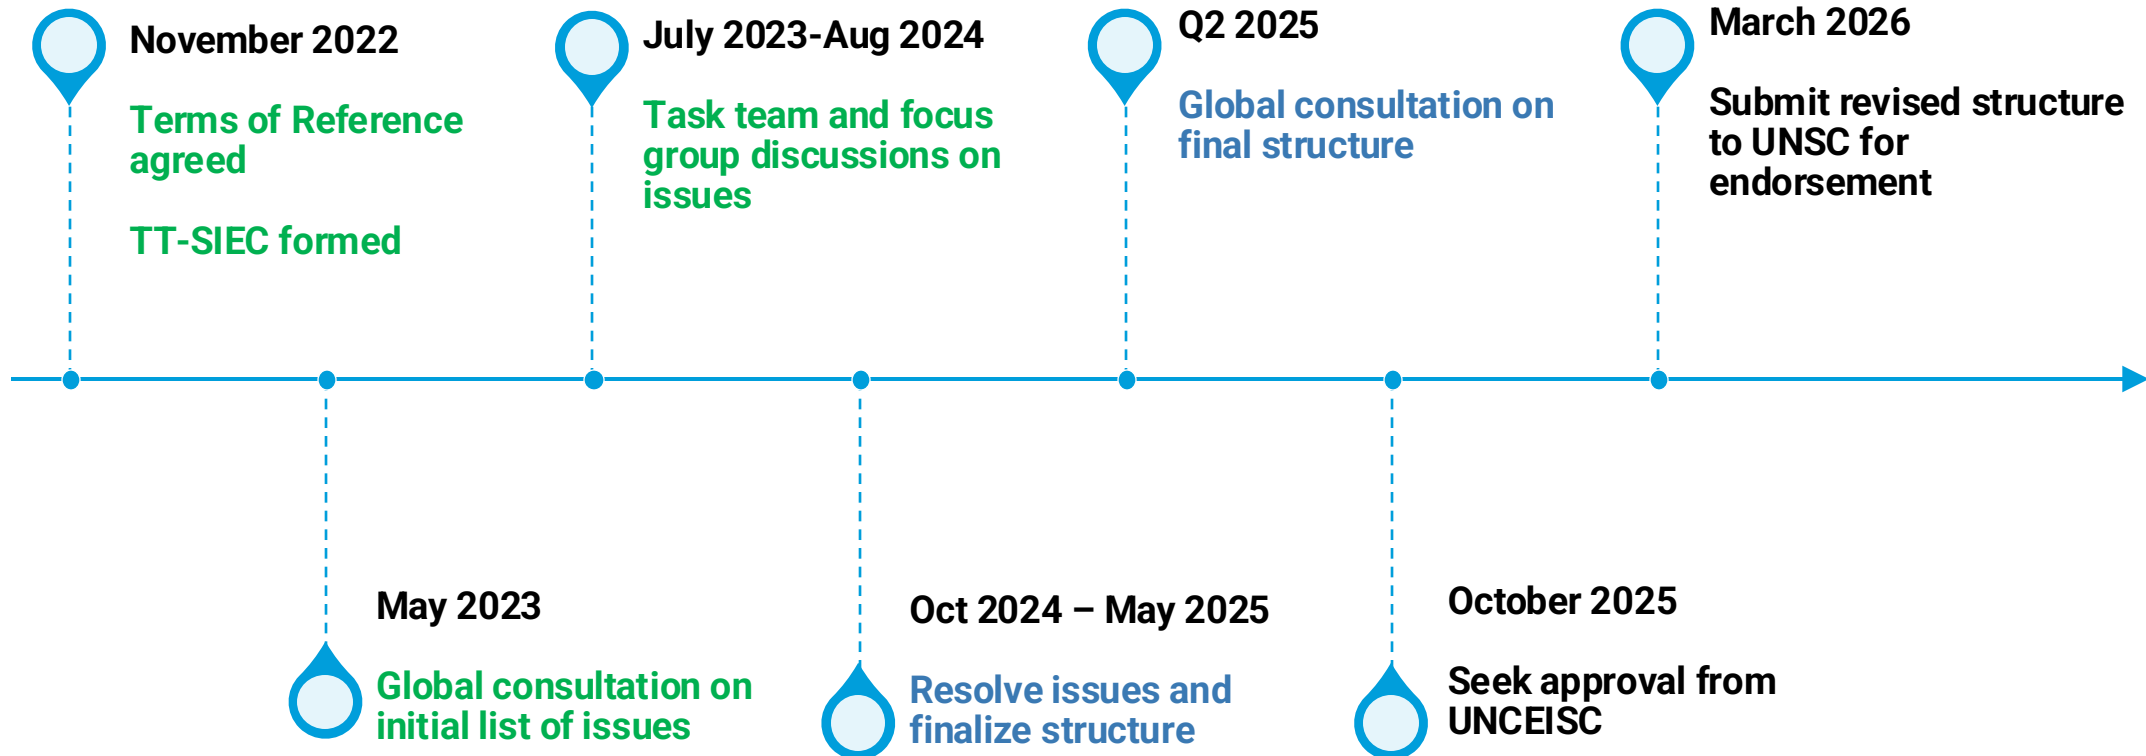 November 2022
Terms of Reference
agreed
TT-SIEC formed
July 2023-Aug 2024
Task team and focus
group discussions on
issues
Q2 2025
Global consultation on
final structure
March 2026
Submit revised structure
to UNSC for
endorsement
May 2023
Global consultation on
initial list of issues
Oct 2024 – May 2025
Resolve issues and
finalize structure
October 2025
Seek approval from
UNCEISC